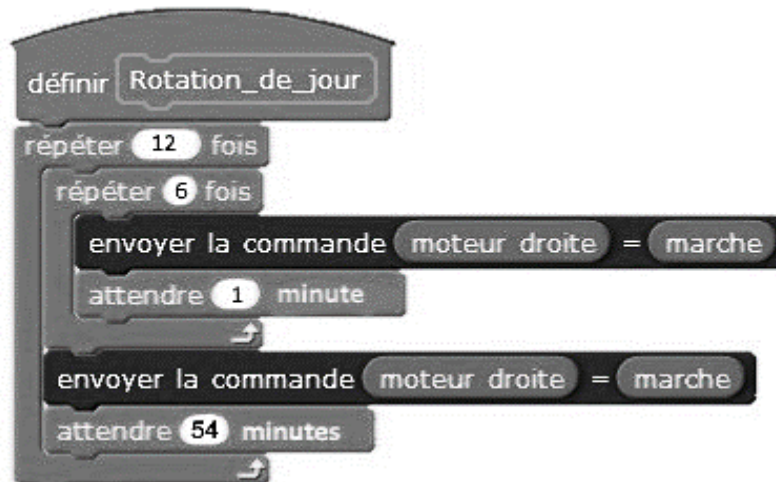 définir Rotation_de_jour
répéter 12 fois
répéter 6 fois
envoyer la commande moteur droite = marche
attendre 1 minute
envoyer la commande moteur droite = marche
attendre 54 minutes